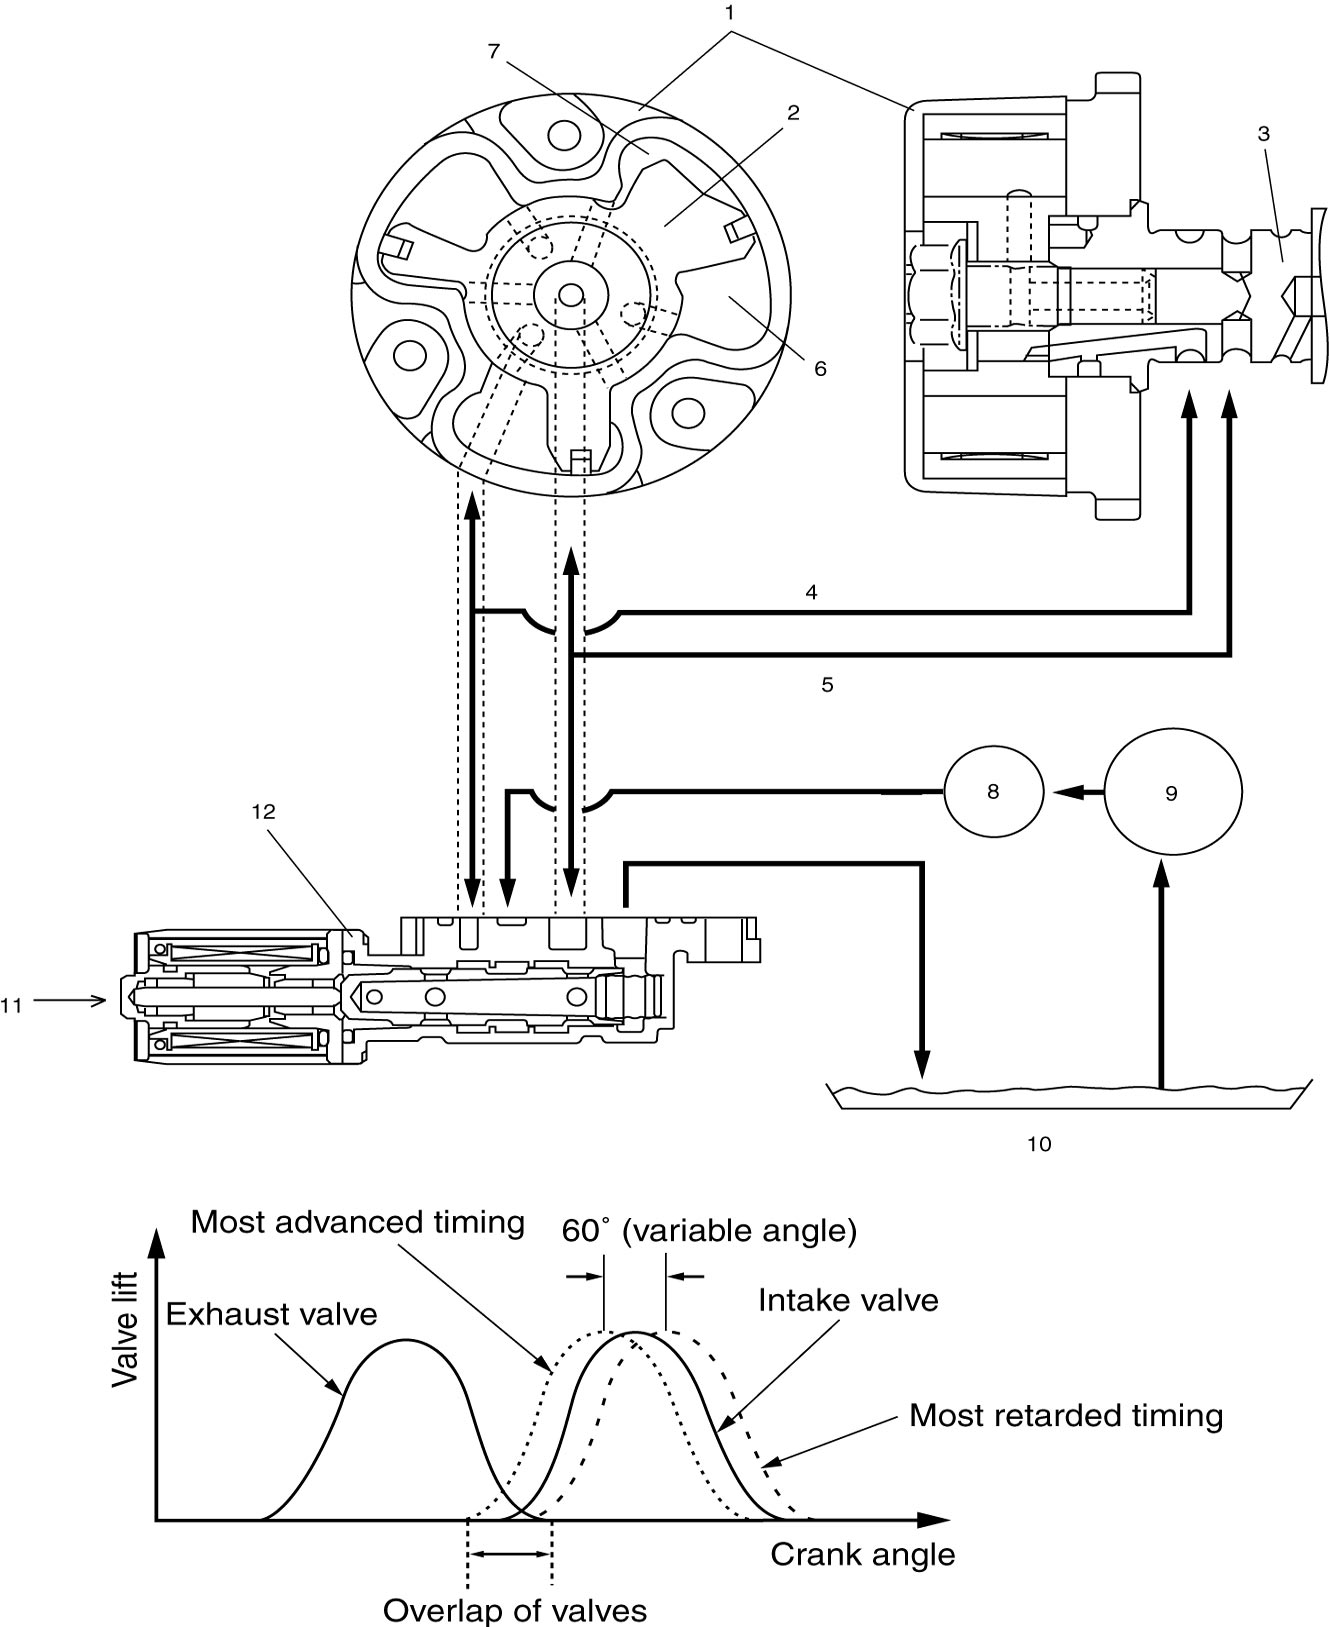 1
7
2
3
6
4
5
8
9
12
11
10
Most advanced timing
60° (variable angle)
Valve lift
Exhaust valve
Intake valve
Most retarded timing
Crank angle
Overlap of valves